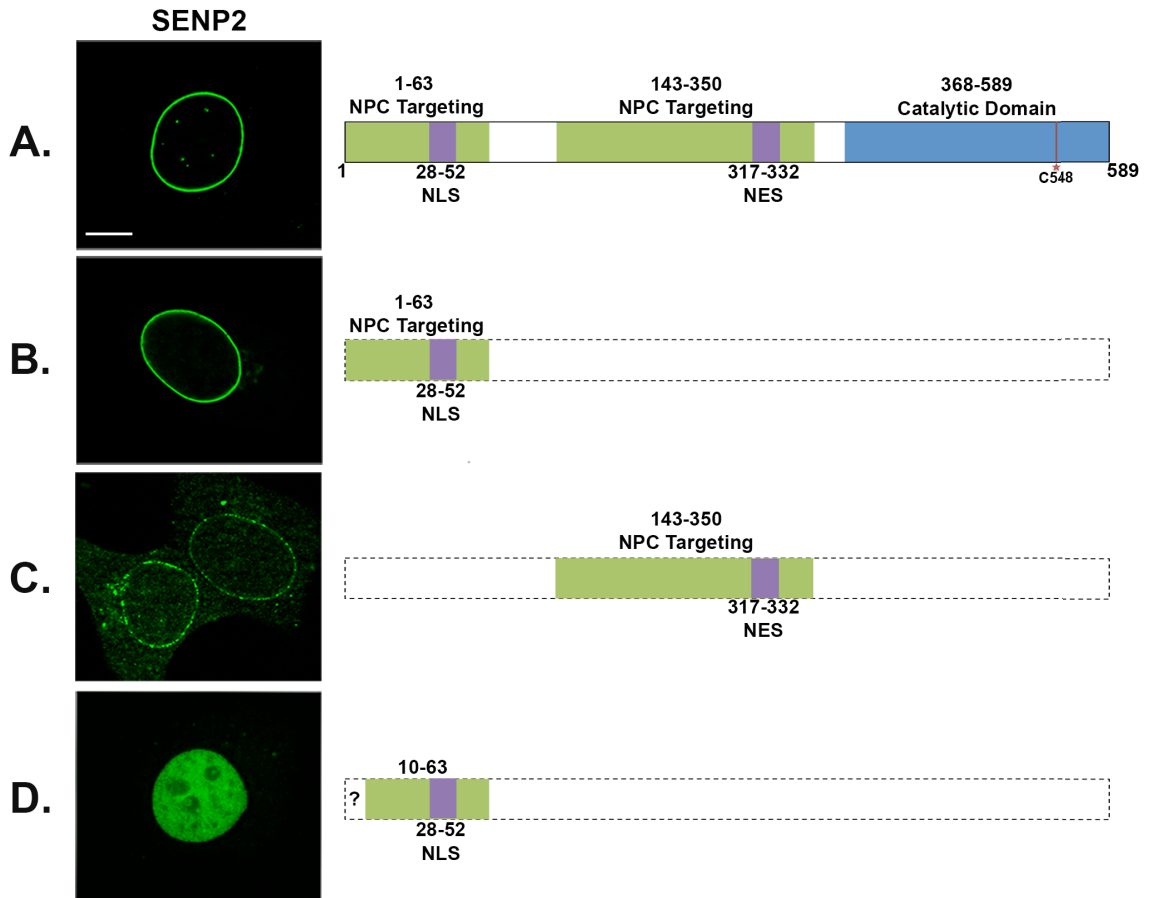 SENP2
A.
1-63
NPC Targeting
143-350
NPC Targeting
368-589
Catalytic Domain
1
28-52
NLS
317-332
NES
C548
589
B.
1-63
NPC Targeting
28-52
NLS
C.
143-350
NPC Targeting
317-332
NES
D.
10-63
?
28-52
NLS